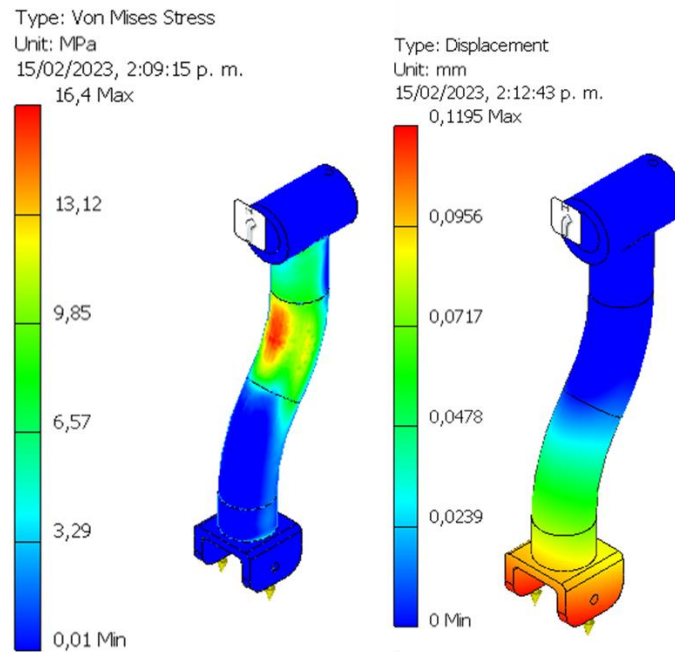 Type: Von Mises Stress
Unit: MPa
15/02/2023, 2:09:15 p. m.
16,4 Max
13,12
9,85
6,57
3,29
0,01 Min
Type: Displacement
Unit: mm
15/02/2023, 2:12:43 p. m.
0,1195 Max
0,0956
0,0717
0,0478
0,0239
0 Min